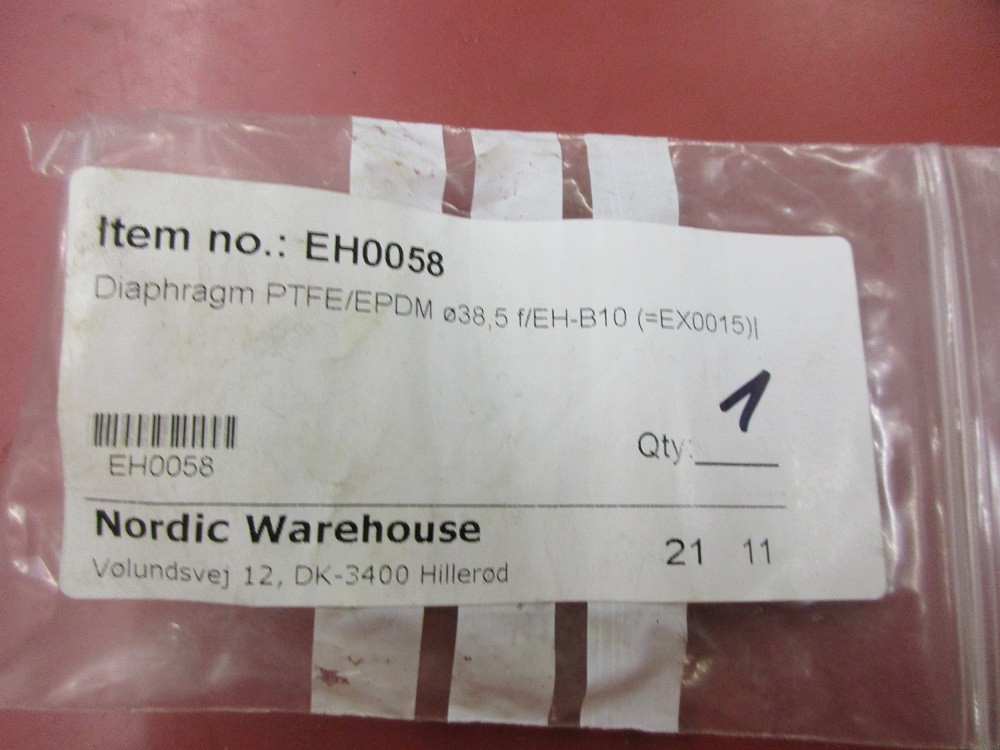 Item no.: EH0058
Diaphragm PTFE/EPDM ø38,5 f/EH-B10 (=EX0015)|
1
Qty:
EH0058
Nordic Warehouse
21 11
Volundsvej 12, DK-3400 Hillerød